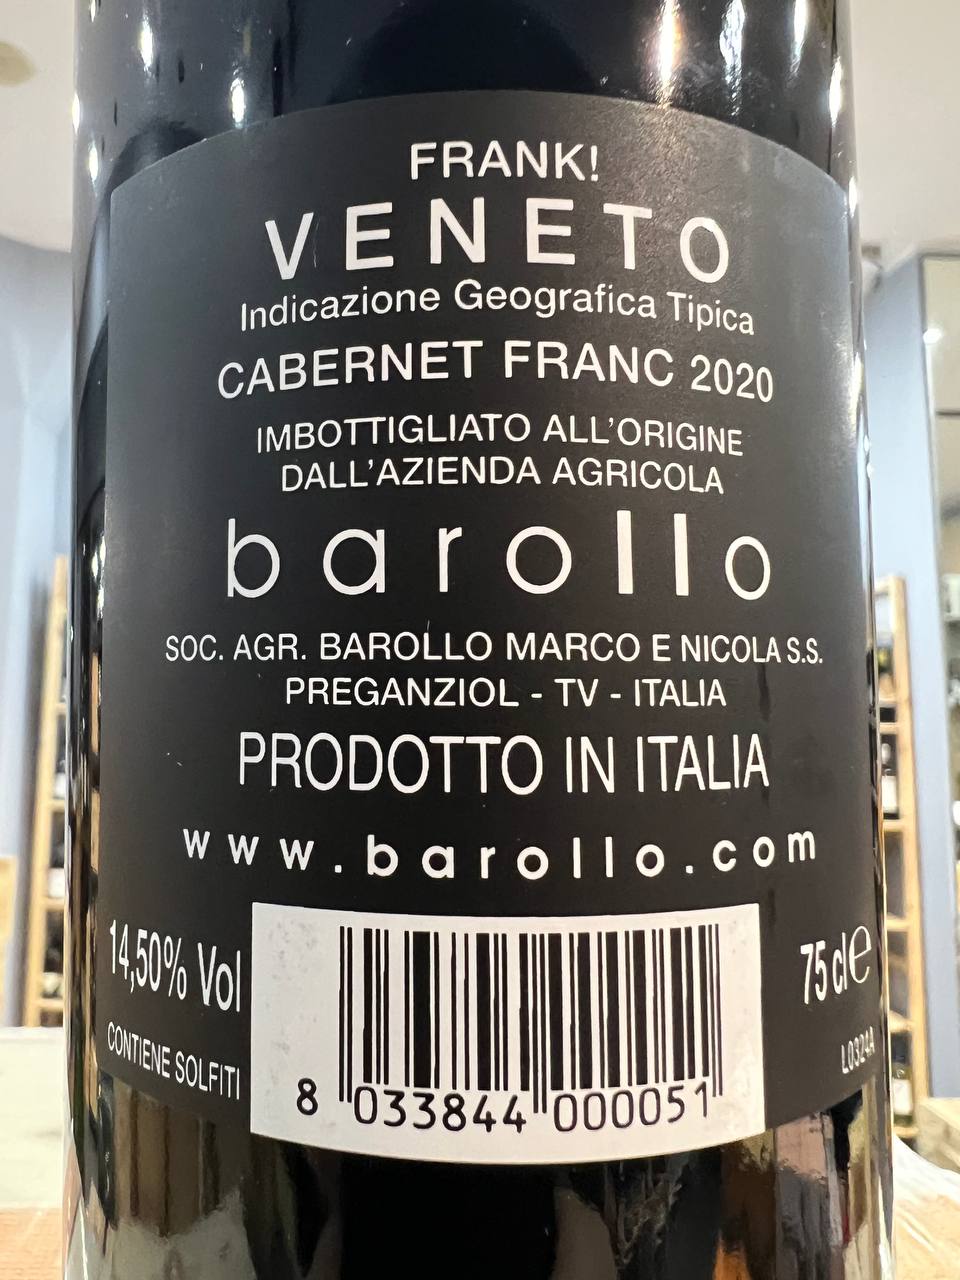 FRANK!
VENETO
Indicazione Geografica Tipica
CABERNET FRANC 2020
IMBOTTIGLIATO ALL'ORIGINE
DALL'AZIENDA AGRICOLA
barollo
SOC. AGR. BAROLLO MARCO E NICOLA S.S.
PREGANZIOL - TV - ITALIA
PRODOTTO IN ITALIA
www.barollo.com
14,50% Vol
75 cl e
CONTIENE SOLFITI
L0324A
8 033844 000051